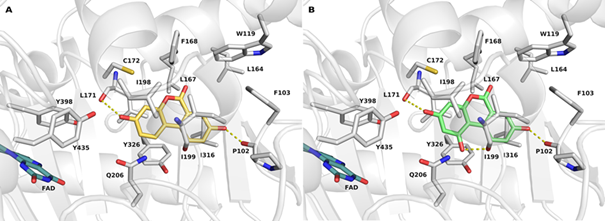 A
W119
F168
C172
L164
I198
L167
L171
F103
Y398
Y435
Y326
I199
I316
P102
Q206
FAD
B
W119
F168
C172
L164
I198
L167
L171
F103
Y398
Y435
Y326
I199
I316
P102
Q206
FAD